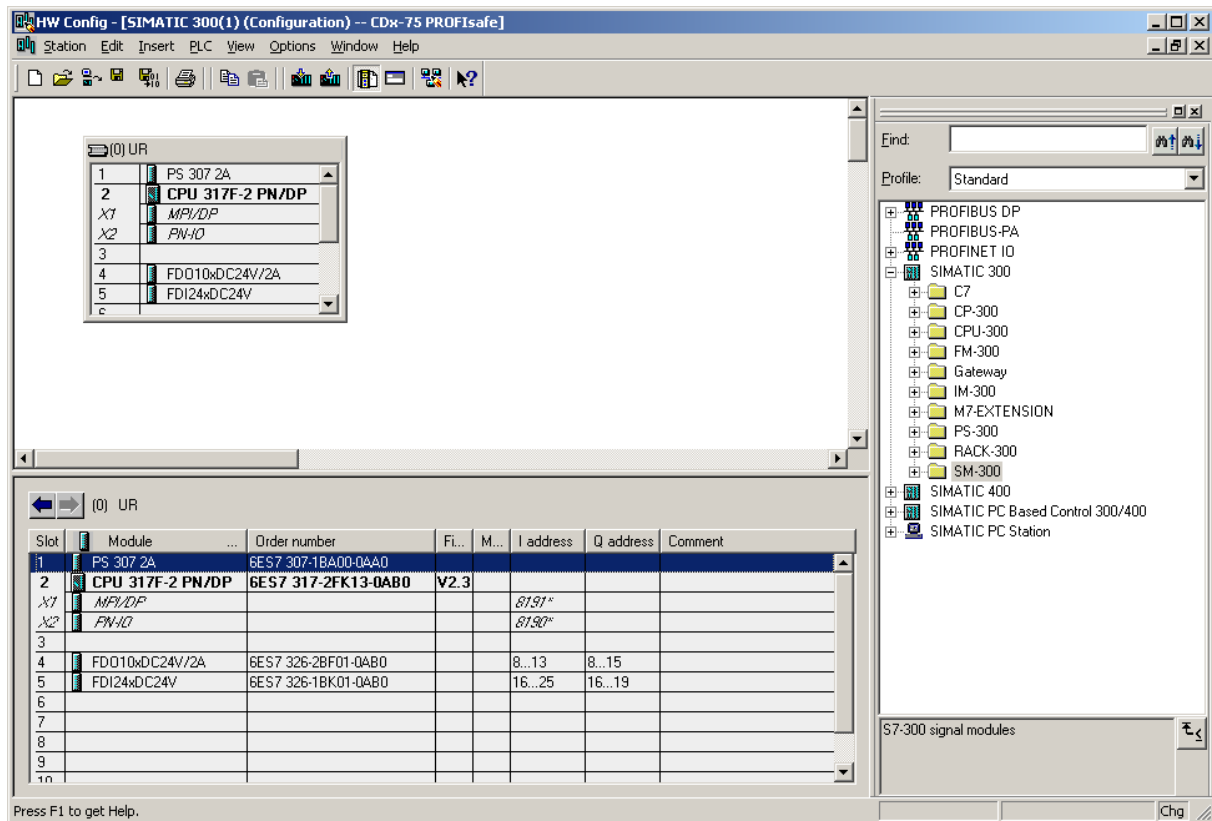 HW Config - [SIMATIC 300(1) (Configuration) -- CDx-75 PROFIsafe]
Station Edit Insert PLC View Options Window Help
(0) UR
1 PS 307 2A
2 CPU 317F-2 PN/DP
X1 MPI/DP
X2 PN-IO
3
4 FDO10xDC24V/2A
5 FDI24xDC24V
Find:
Profile: Standard
PROFIBUS DP
PROFIBUS-PA
PROFINET IO
SIMATIC 300
C7
CP-300
CPU-300
FM-300
Gateway
IM-300
M7-EXTENSION
PS-300
RACK-300
SM-300
SIMATIC 400
SIMATIC PC Based Control 300/400
SIMATIC PC Station
S7-300 signal modules
(0) UR
Slot Module ... Order number Fi... M... I address Q address Comment
1 PS 307 2A 6ES7 307-1BA00-0AA0
2 CPU 317F-2 PN/DP 6ES7 317-2FK13-0AB0 V2.3
X1 MPI/DP 8191*
X2 PN-IO 8190*
3
4 FDO10xDC24V/2A 6ES7 326-2BF01-0AB0 8...13 8...15
5 FDI24xDC24V 6ES7 326-1BK01-0AB0 16...25 16...19
6
7
8
9
10
Press F1 to get Help.
Chg